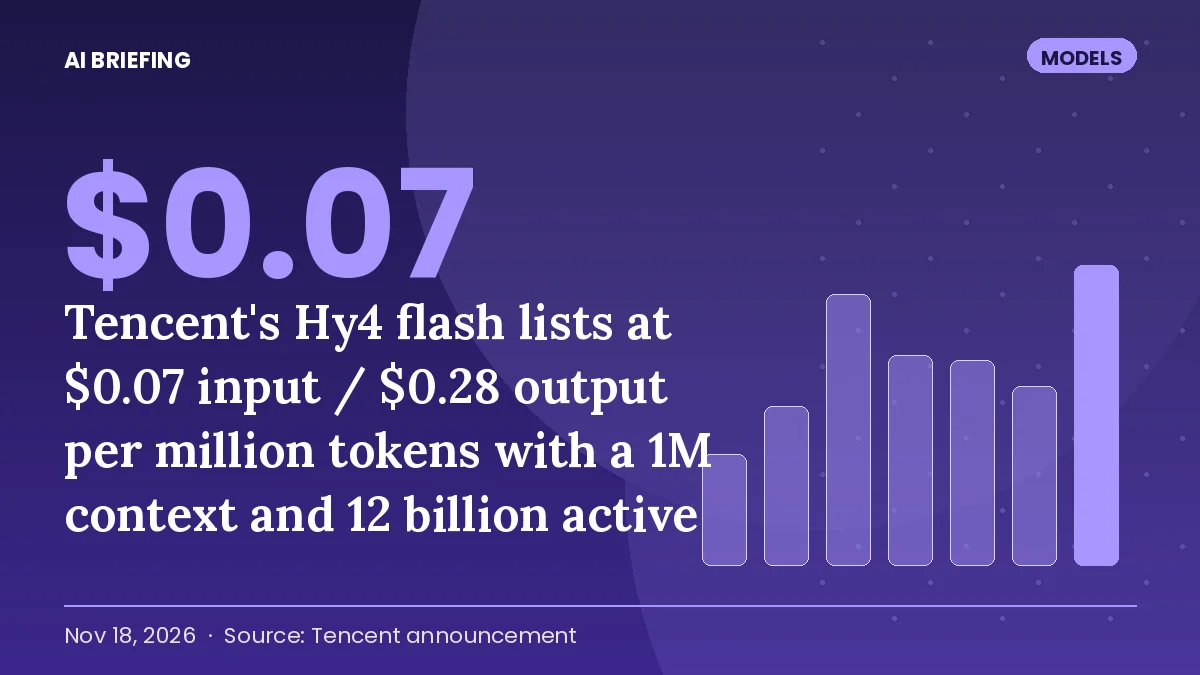 AI BRIEFING
MODELS
$0.07
Tencent's Hy4 flash lists at
$0.07 input / $0.28 output
per million tokens with a 1M
context and 12 billion active
Nov 18, 2026 · Source: Tencent announcement